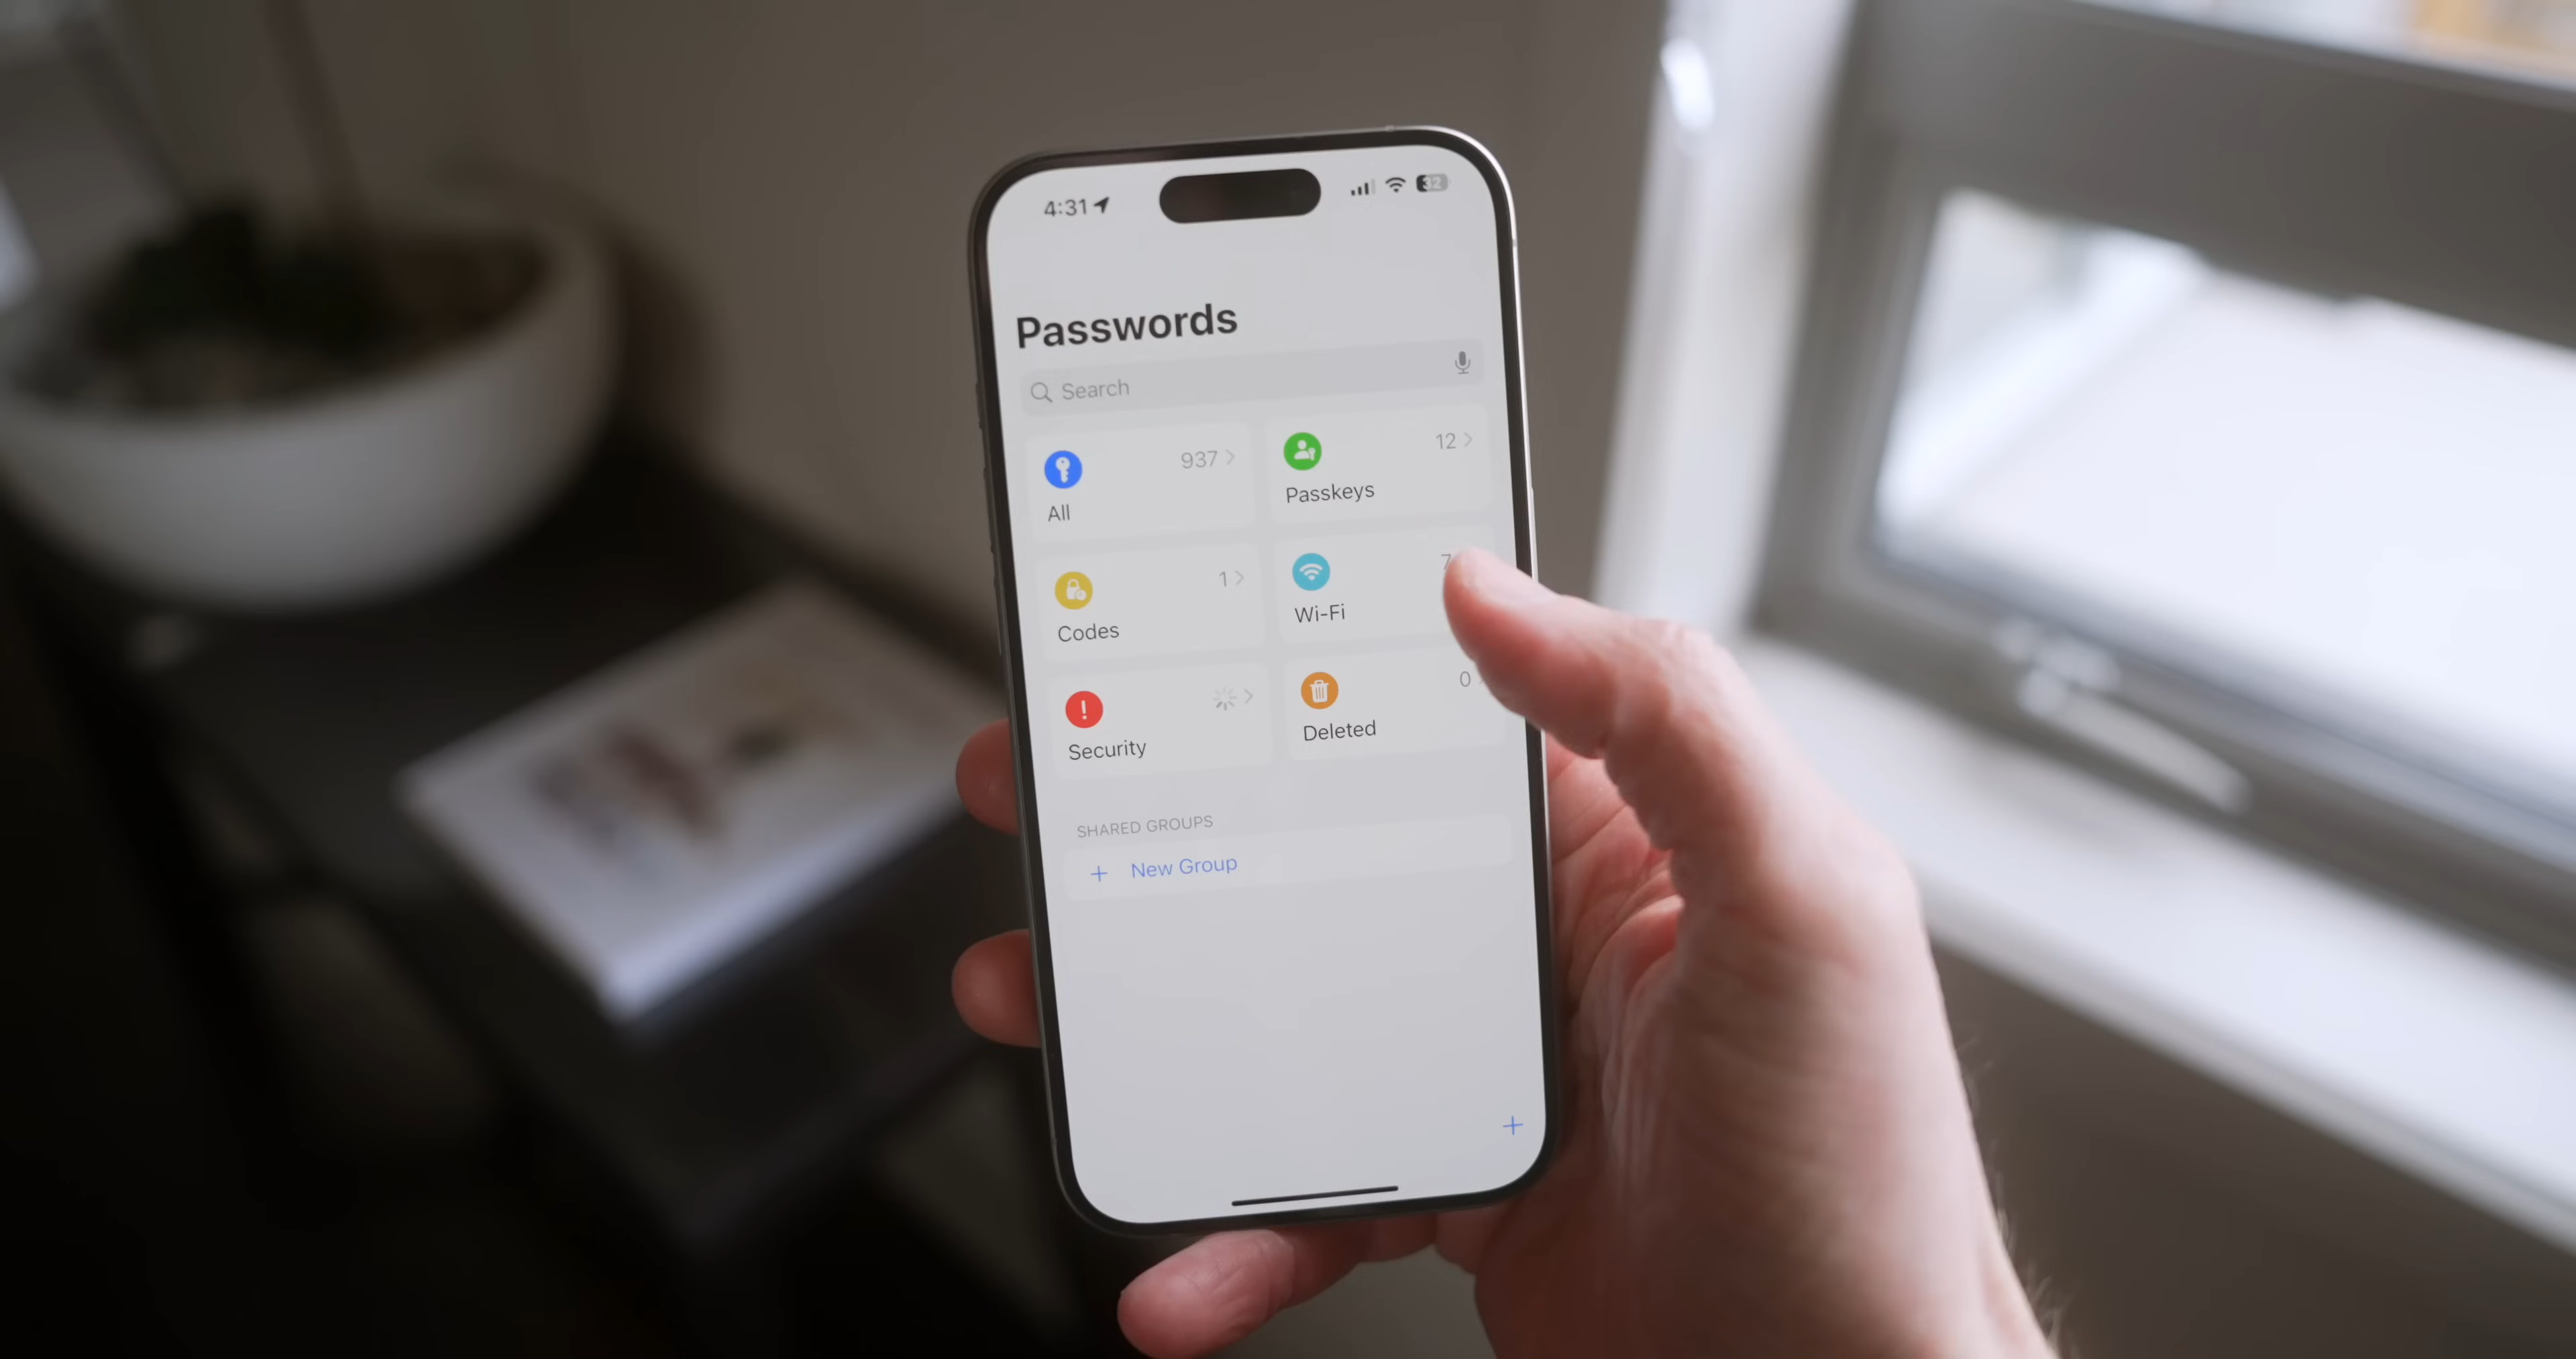 4:31
32
Passwords
Search
937
All
12
Passkeys
1
Codes
Wi-Fi
Security
0
Deleted
SHARED GROUPS
+ New Group
+